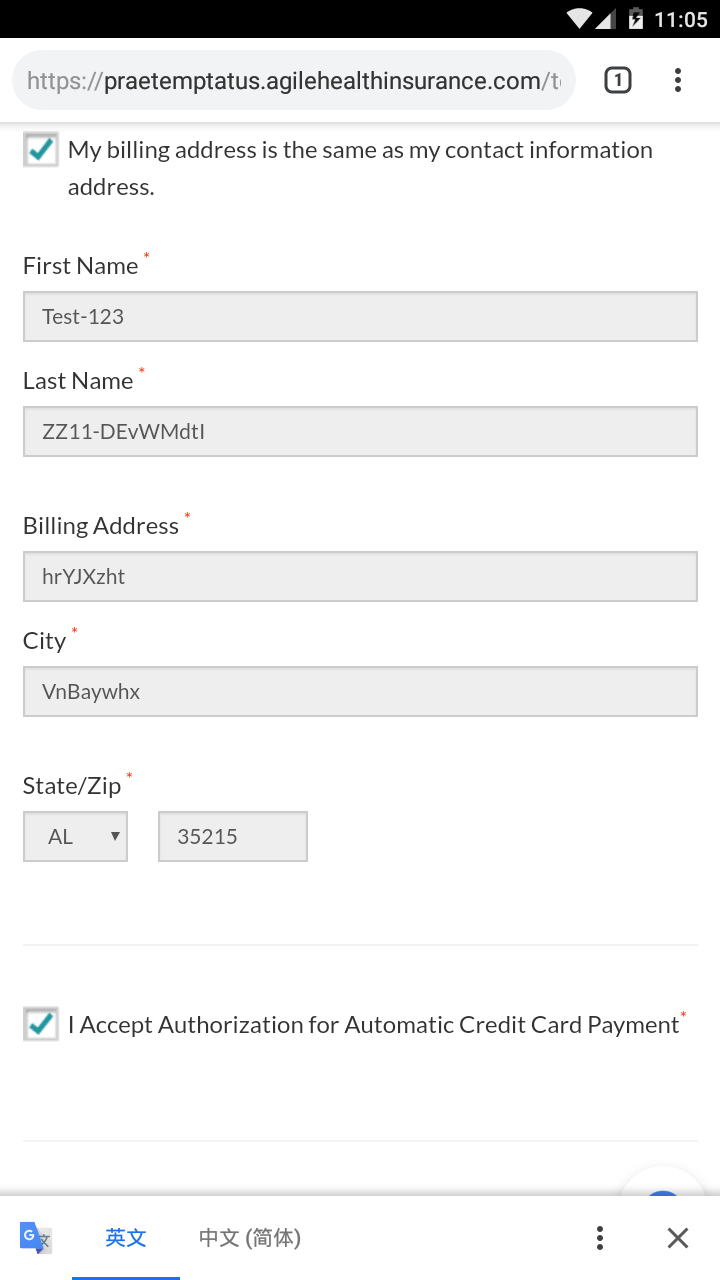 11:05
https://praetemptatus.agilehealthinsurance.com/t
1
My billing address is the same as my contact information
address.
First Name *
Test-123
Last Name *
ZZ11-DEvWMdtI
Billing Address *
hrYJXzht
City *
VnBaywhx
State/Zip *
AL 35215
I Accept Authorization for Automatic Credit Card Payment*
G 文 英文 中文 (简体)